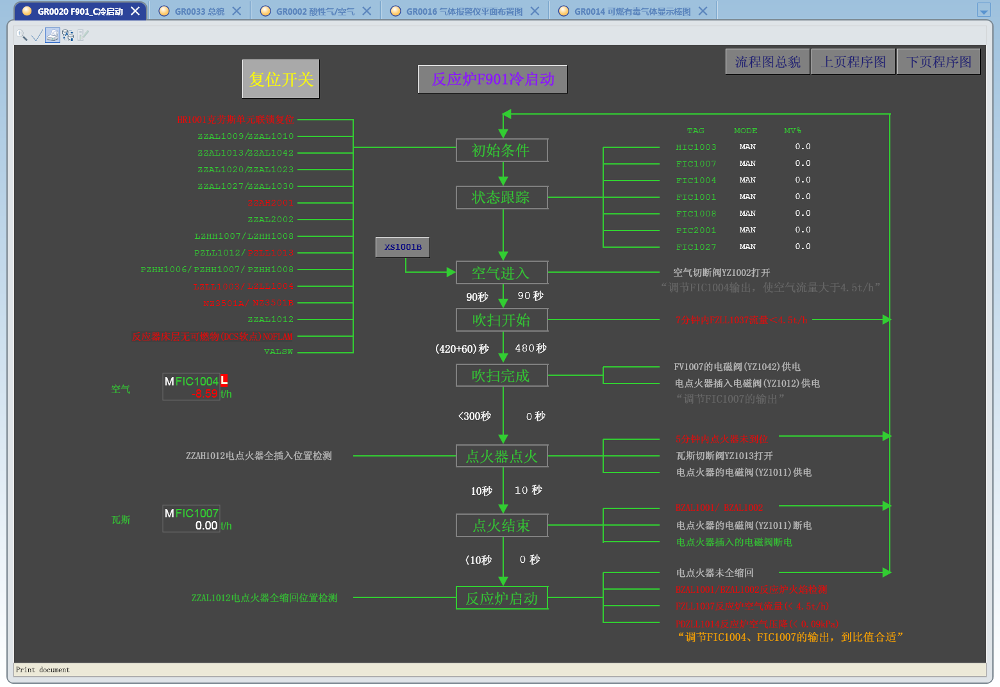 GR0020 F901_C冷启动
GR0033 总貌
GR0002 酸性气/空气
GR0016 气体报警仪平面布置图
GR0014 可燃有毒气体显示棒图
复位开关
反应炉F901冷启动
流程图总貌
上页程序图
下页程序图
HR1001克劳斯单元联锁复位
ZZAL1009/ZZAL1010
ZZAL1013/ZZAL1042
ZZAL1020/ZZAL1023
ZZAL1027/ZZAL1030
ZZAH2001
ZZAL2002
LZHH1007/LZHH1008
PZLL1012/
PZHH1006/PZHH1007/PZHH1008
ZZAL1012
反应器床层无可燃物(DCS软点)NOFLAM
VALSW
初始条件
状态跟踪
XS1001B
空气进入
90秒
90 秒
吹扫开始
(420+60)秒
480秒
吹扫完成
<300秒
0 秒
点火器点火
10秒
10 秒
点火结束
<10秒
0 秒
反应炉启动
TAG MODE MV%
HIC1003 MAN 0.0
FIC1007 MAN 0.0
FIC1004 MAN 0.0
FIC1001 MAN 0.0
FIC1008 MAN 0.0
PIC2001 MAN 0.0
FIC1027 MAN 0.0
空气切断阀YZ1002打开
“调节FIC1004输出，使空气流量大于4.5t/h”
7分钟内FZLL1037流量<4.5t/h
FV1007的电磁阀(YZ1042)供电
电点火器插入电磁阀(YZ1012)供电
“调节FIC1007的输出”
5分钟内点火器未到位
瓦斯切断阀YZ1013打开
电点火器的电磁阀(YZ1011)供电
BZAL1001/ BZAL1002
电点火器的电磁阀(YZ1011)断电
电点火器插入的电磁阀断电
电点火器未全缩回
BZAL1001/BZAL1002反应炉火焰检测
FZLL1037反应炉空气流量(< 4.5t/h)
PDZLL1014反应炉空气压降
“调节FIC1004、FIC1007的输出，到比值合适”
空气
M FIC1004 L
-8.59 t/h
ZZAH1012电点火器全插入位置检测
瓦斯
M FIC1007
0.00 t/h
ZZAL1012电点火器全缩回位置检测
Print document